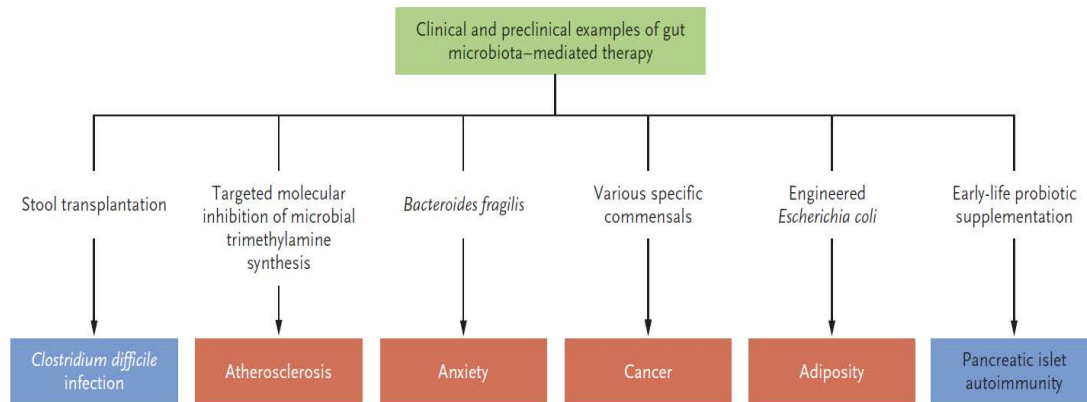 Clinical and preclinical examples of gut
microbiota–mediated therapy
Stool transplantation
Targeted molecular
inhibition of microbial
trimethylamine
synthesis
Bacteroides fragilis
Various specific
commensals
Engineered
Escherichia coli
Early-life probiotic
supplementation
Clostridium difficile
infection
Atherosclerosis
Anxiety
Cancer
Adiposity
Pancreatic islet
autoimmunity